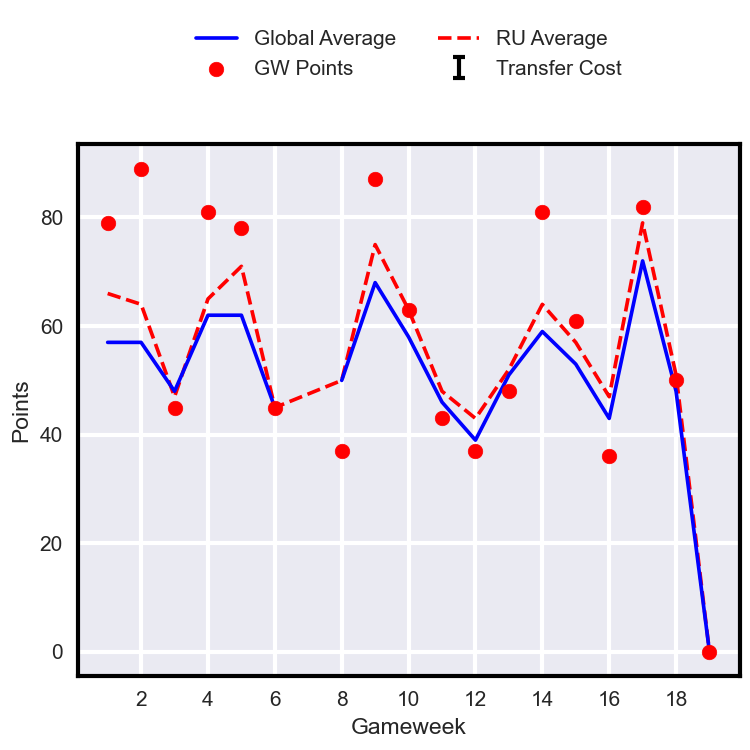 Global Average RU Average
GW Points Transfer Cost
80
60
40
20
0
Points
2 4 6 8 10 12 14 16 18
Gameweek